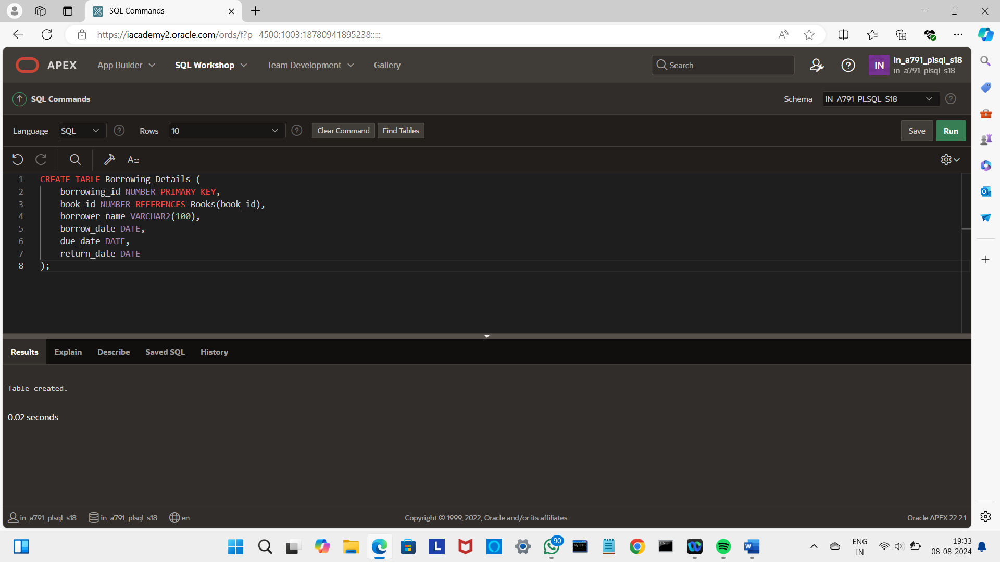 SQL Commands
https://iacademy2.oracle.com/ords/f?p=4500:1003:18780941895238:::::
APEX
App Builder
SQL Workshop
Team Development
Gallery
Search
IN
in_a791_plsql_s18
in_a791_plsql_s18
SQL Commands
Schema
IN_A791_PLSQL_S18
Language
SQL
Rows
10
Clear Command
Find Tables
Save
Run
1 CREATE TABLE Borrowing_Details (
2 borrowing_id NUMBER PRIMARY KEY,
3 book_id NUMBER REFERENCES Books(book_id),
4 borrower_name VARCHAR2(100),
5 borrow_date DATE,
6 due_date DATE,
7 return_date DATE
8 );
Results
Explain
Describe
Saved SQL
History
Table created.
0.02 seconds
in_a791_plsql_s18
in_a791_plsql_s18
en
Copyright © 1999, 2022, Oracle and/or its affiliates.
Oracle APEX 22.2.1
L
90
MySQL
W
ENG
IN
19:33
08-08-2024